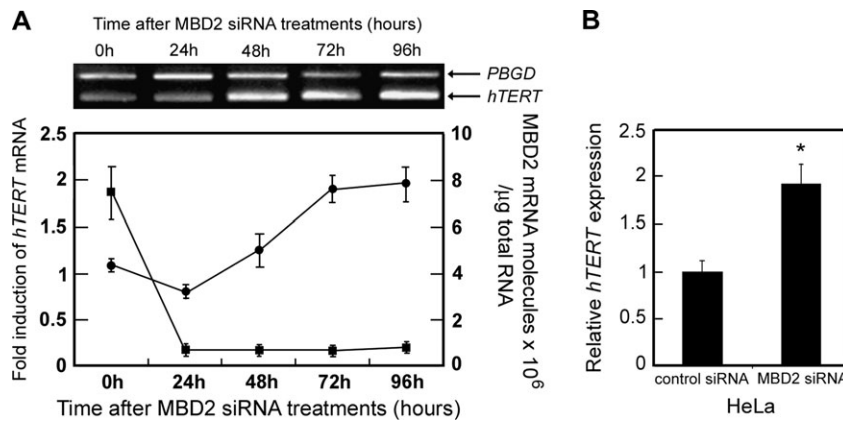 A
Time after MBD2 siRNA treatments (hours)
0h 24h 48h 72h 96h
PBGD
hTERT
Fold induction of hTERT mRNA
2.5
2
1.5
1
0.5
0
10
8
6
4
2
0
MBD2 mRNA molecules x 10⁶
/μg total RNA
0h 24h 48h 72h 96h
Time after MBD2 siRNA treatments (hours)
B
Relative hTERT expression
2.5
2
1.5
1
0.5
0
*
control siRNA MBD2 siRNA
HeLa